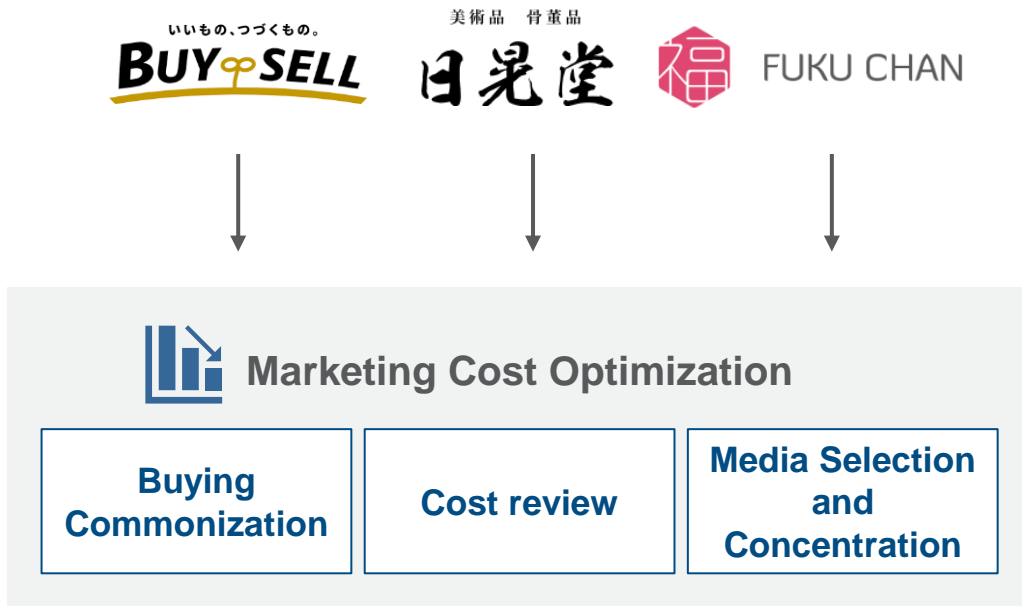 いいもの、つづくもの。
BUY SELL
美術品 骨董品
日晃堂
福
FUKU CHAN
Marketing Cost Optimization
Buying
Commonization
Cost review
Media Selection
and
Concentration